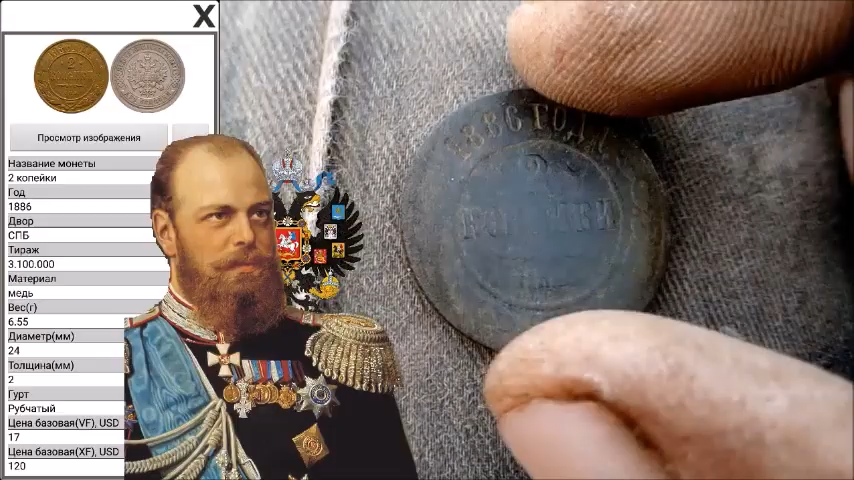 X
Просмотр изображения
Название монеты
2 копейки
Год
1886
Двор
СПБ
Тираж
3.100.000
Материал
медь
Вес(г)
6.55
Диаметр(мм)
24
Толщина(мм)
2
Гурт
Рубчатый
Цена базовая(VF), USD
17
Цена базовая(XF), USD
120
1886 ГОДА
2
КОПѢЙКИ